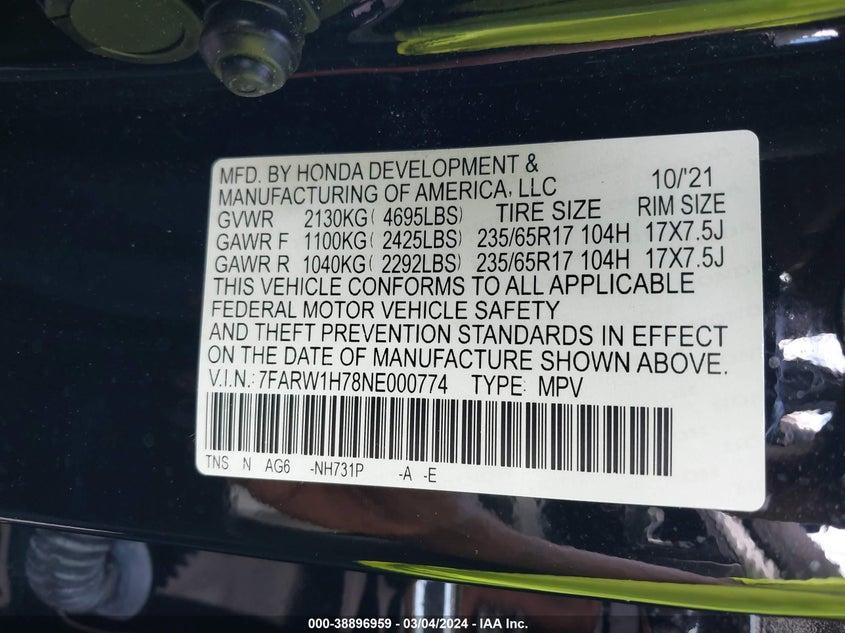 MFD. BY HONDA DEVELOPMENT & 
MANUFACTURING OF AMERICA, LLC 10/'21
GVWR 2130KG( 4695LBS) TIRE SIZE RIM SIZE
GAWR F 1100KG( 2425LBS) 235/65R17 104H 17X7.5J
GAWR R 1040KG( 2292LBS) 235/65R17 104H 17X7.5J
THIS VEHICLE CONFORMS TO ALL APPLICABLE
FEDERAL MOTOR VEHICLE SAFETY
AND THEFT PREVENTION STANDARDS IN EFFECT
ON THE DATE OF MANUFACTURE SHOWN ABOVE.
V.I.N.: 7FARW1H78NE000774 TYPE: MPV
TNS N AG6 -NH731P -A -E
000-38896959 — 03/04/2024 — IAA Inc.